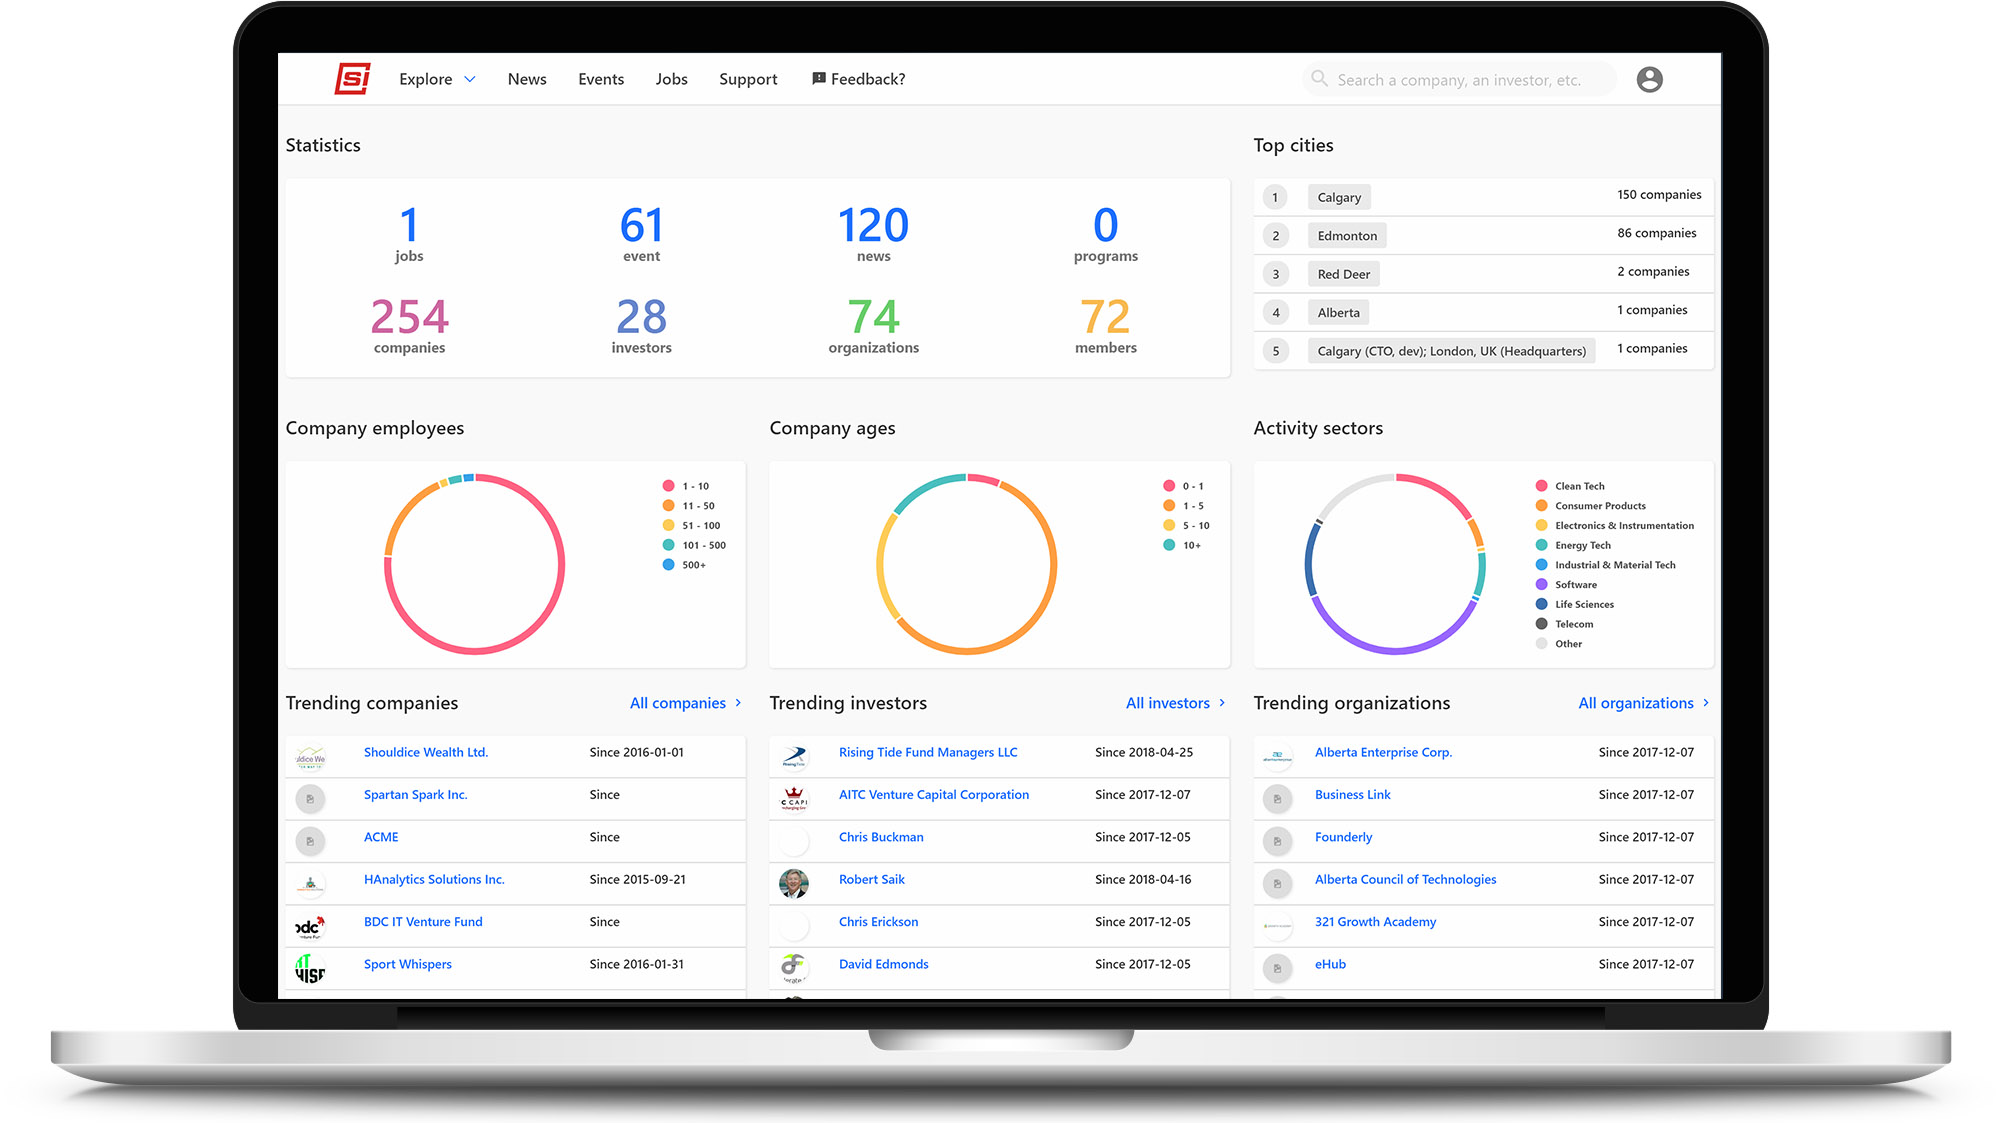 Si Explore News Events Jobs Support Feedback? Search a company, an investor, etc.
Statistics
1 61 120 0
jobs event news programs
254 28 74 72
companies investors organizations members
Top cities
1 Calgary 150 companies
2 Edmonton 86 companies
3 Red Deer 2 companies
4 Alberta 1 companies
5 Calgary (CTO, dev); London, UK (Headquarters) 1 companies
Company employees
1 - 10
11 - 50
51 - 100
101 - 500
500+
Company ages
0 - 1
1 - 5
5 - 10
10+
Activity sectors
Clean Tech
Consumer Products
Electronics & Instrumentation
Energy Tech
Industrial & Material Tech
Software
Life Sciences
Telecom
Other
Trending companies All companies
Shouldice Wealth Ltd. Since 2016-01-01
Spartan Spark Inc. Since
ACME Since
HAnalytics Solutions Inc. Since 2015-09-21
BDC IT Venture Fund Since
Sport Whispers Since 2016-01-31
Trending investors All investors
Rising Tide Fund Managers LLC Since 2018-04-25
AITC Venture Capital Corporation Since 2017-12-07
Chris Buckman Since 2017-12-05
Robert Saik Since 2018-04-16
Chris Erickson Since 2017-12-05
David Edmonds Since 2017-12-05
Trending organizations All organizations
Alberta Enterprise Corp. Since 2017-12-07
Business Link Since 2017-12-07
Founderly Since 2017-12-07
Alberta Council of Technologies Since 2017-12-07
321 Growth Academy Since 2017-12-07
eHub Since 2017-12-07